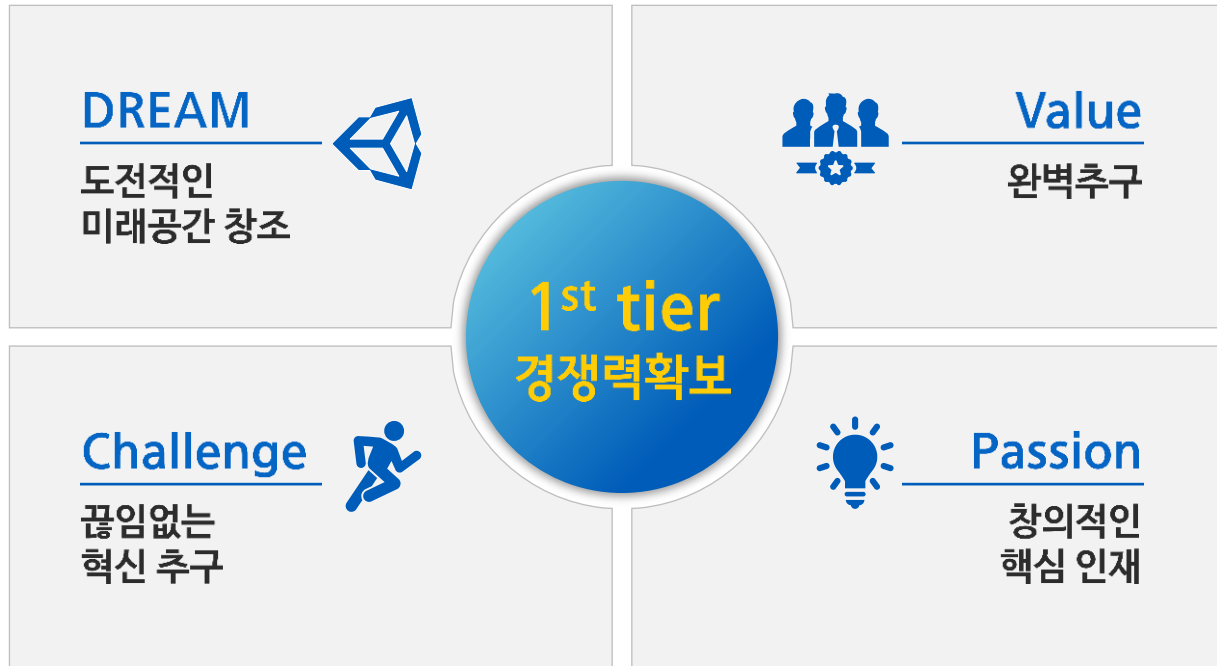 DREAM
도전적인
미래공간 창조
Value
완벽추구
1st tier
경쟁력확보
Challenge
끊임없는
혁신 추구
Passion
창의적인
핵심 인재